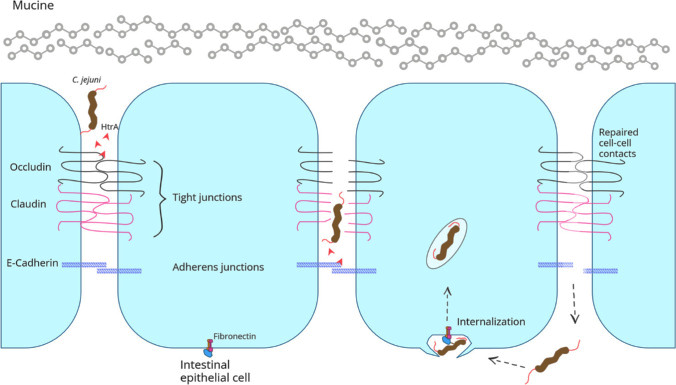 Mucine
C. jejuni
HtrA
Occludin
Claudin
Tight junctions
E-Cadherin
Adherens junctions
Fibronectin
Intestinal
epithelial cell
Internalization
Repaired
cell-cell
contacts